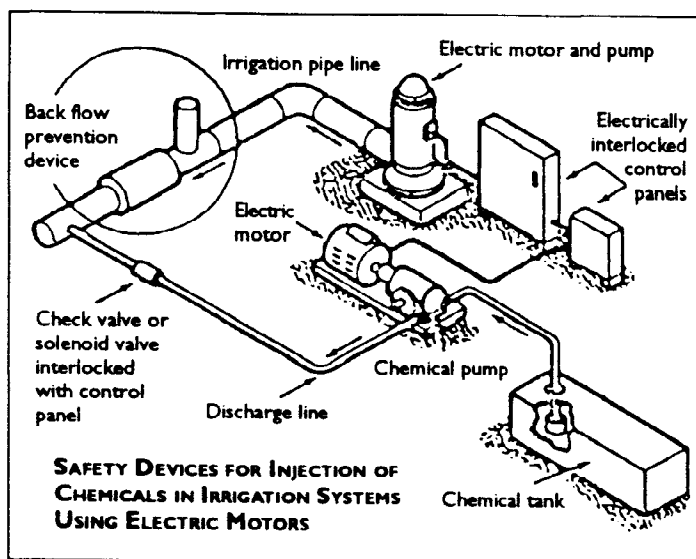 Electric motor and pump
Irrigation pipe line
Back flow
prevention
device
Electrically
interlocked
control
panels
Electric
motor
Check valve or
solenoid valve
interlocked
with control
panel
Chemical pump
Discharge line
Chemical tank
SAFETY DEVICES FOR INJECTION OF
CHEMICALS IN IRRIGATION SYSTEMS
USING ELECTRIC MOTORS